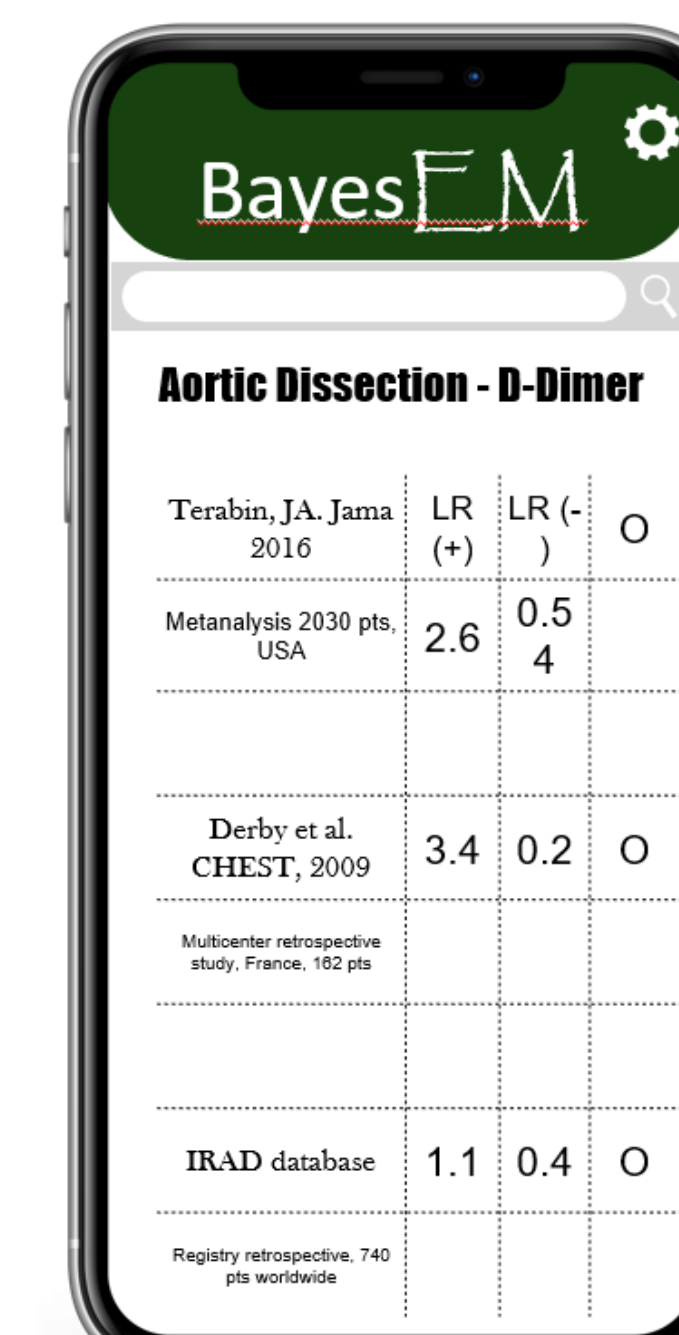 BayesEM
Aortic Dissection - D-Dimer
Terabin, JA. Jama
2016
LR
(+)
LR (-
)
O
Metanalysis 2030 pts,
USA
2.6
0.5
4
Derby et al.
CHEST, 2009
3.4
0.2
O
Multicenter retrospective
study, France, 162 pts
IRAD database
1.1
0.4
O
Registry retrospective, 740
pts worldwide